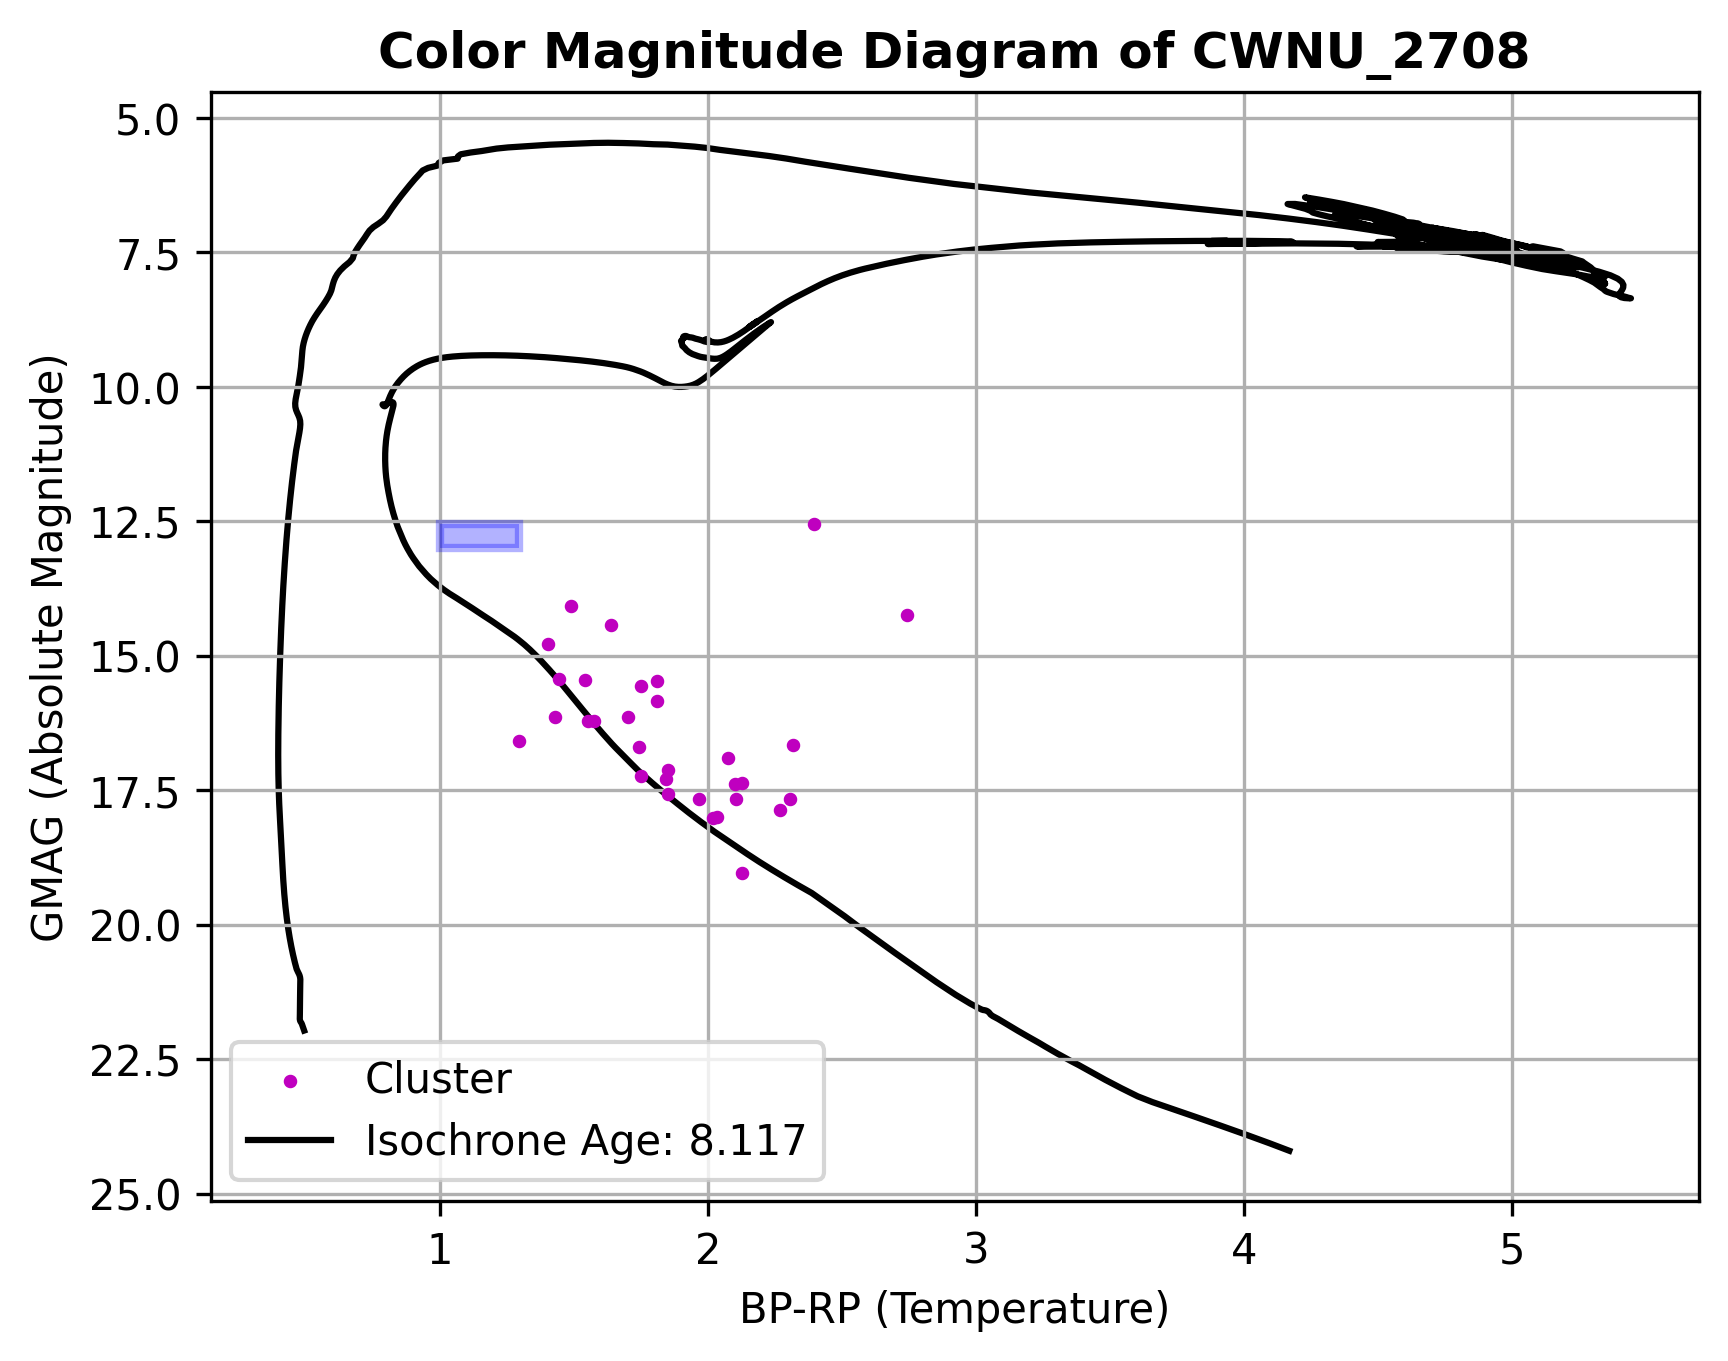 Color Magnitude Diagram of CWNU_2708
GMAG (Absolute Magnitude)
5.0
7.5
10.0
12.5
15.0
17.5
20.0
22.5
25.0
Cluster
Isochrone Age: 8.117
1 2 3 4 5
BP-RP (Temperature)